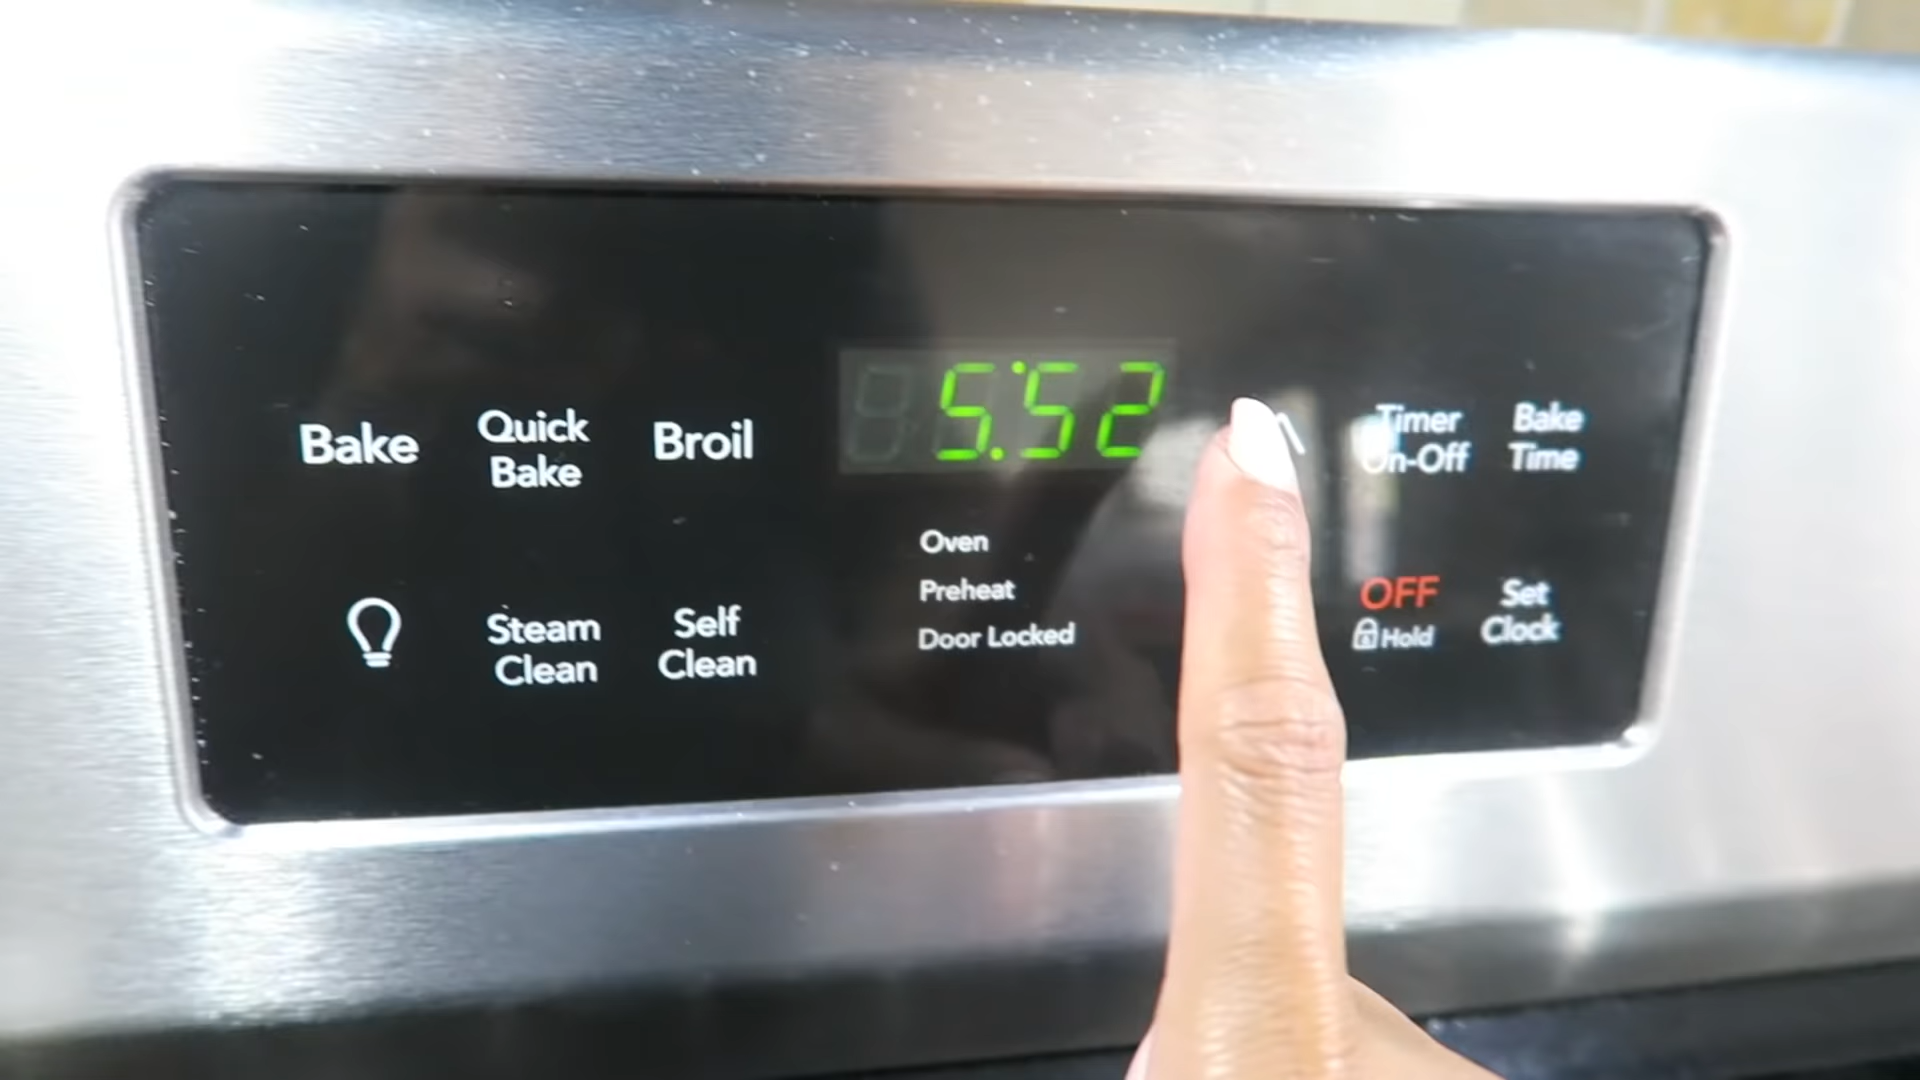 Bake
Quick
Bake
Broil
5:52
Timer
On-Off
Bake
Time
Oven
Preheat
Door Locked
Steam
Clean
Self
Clean
OFF
Hold
Set
Clock